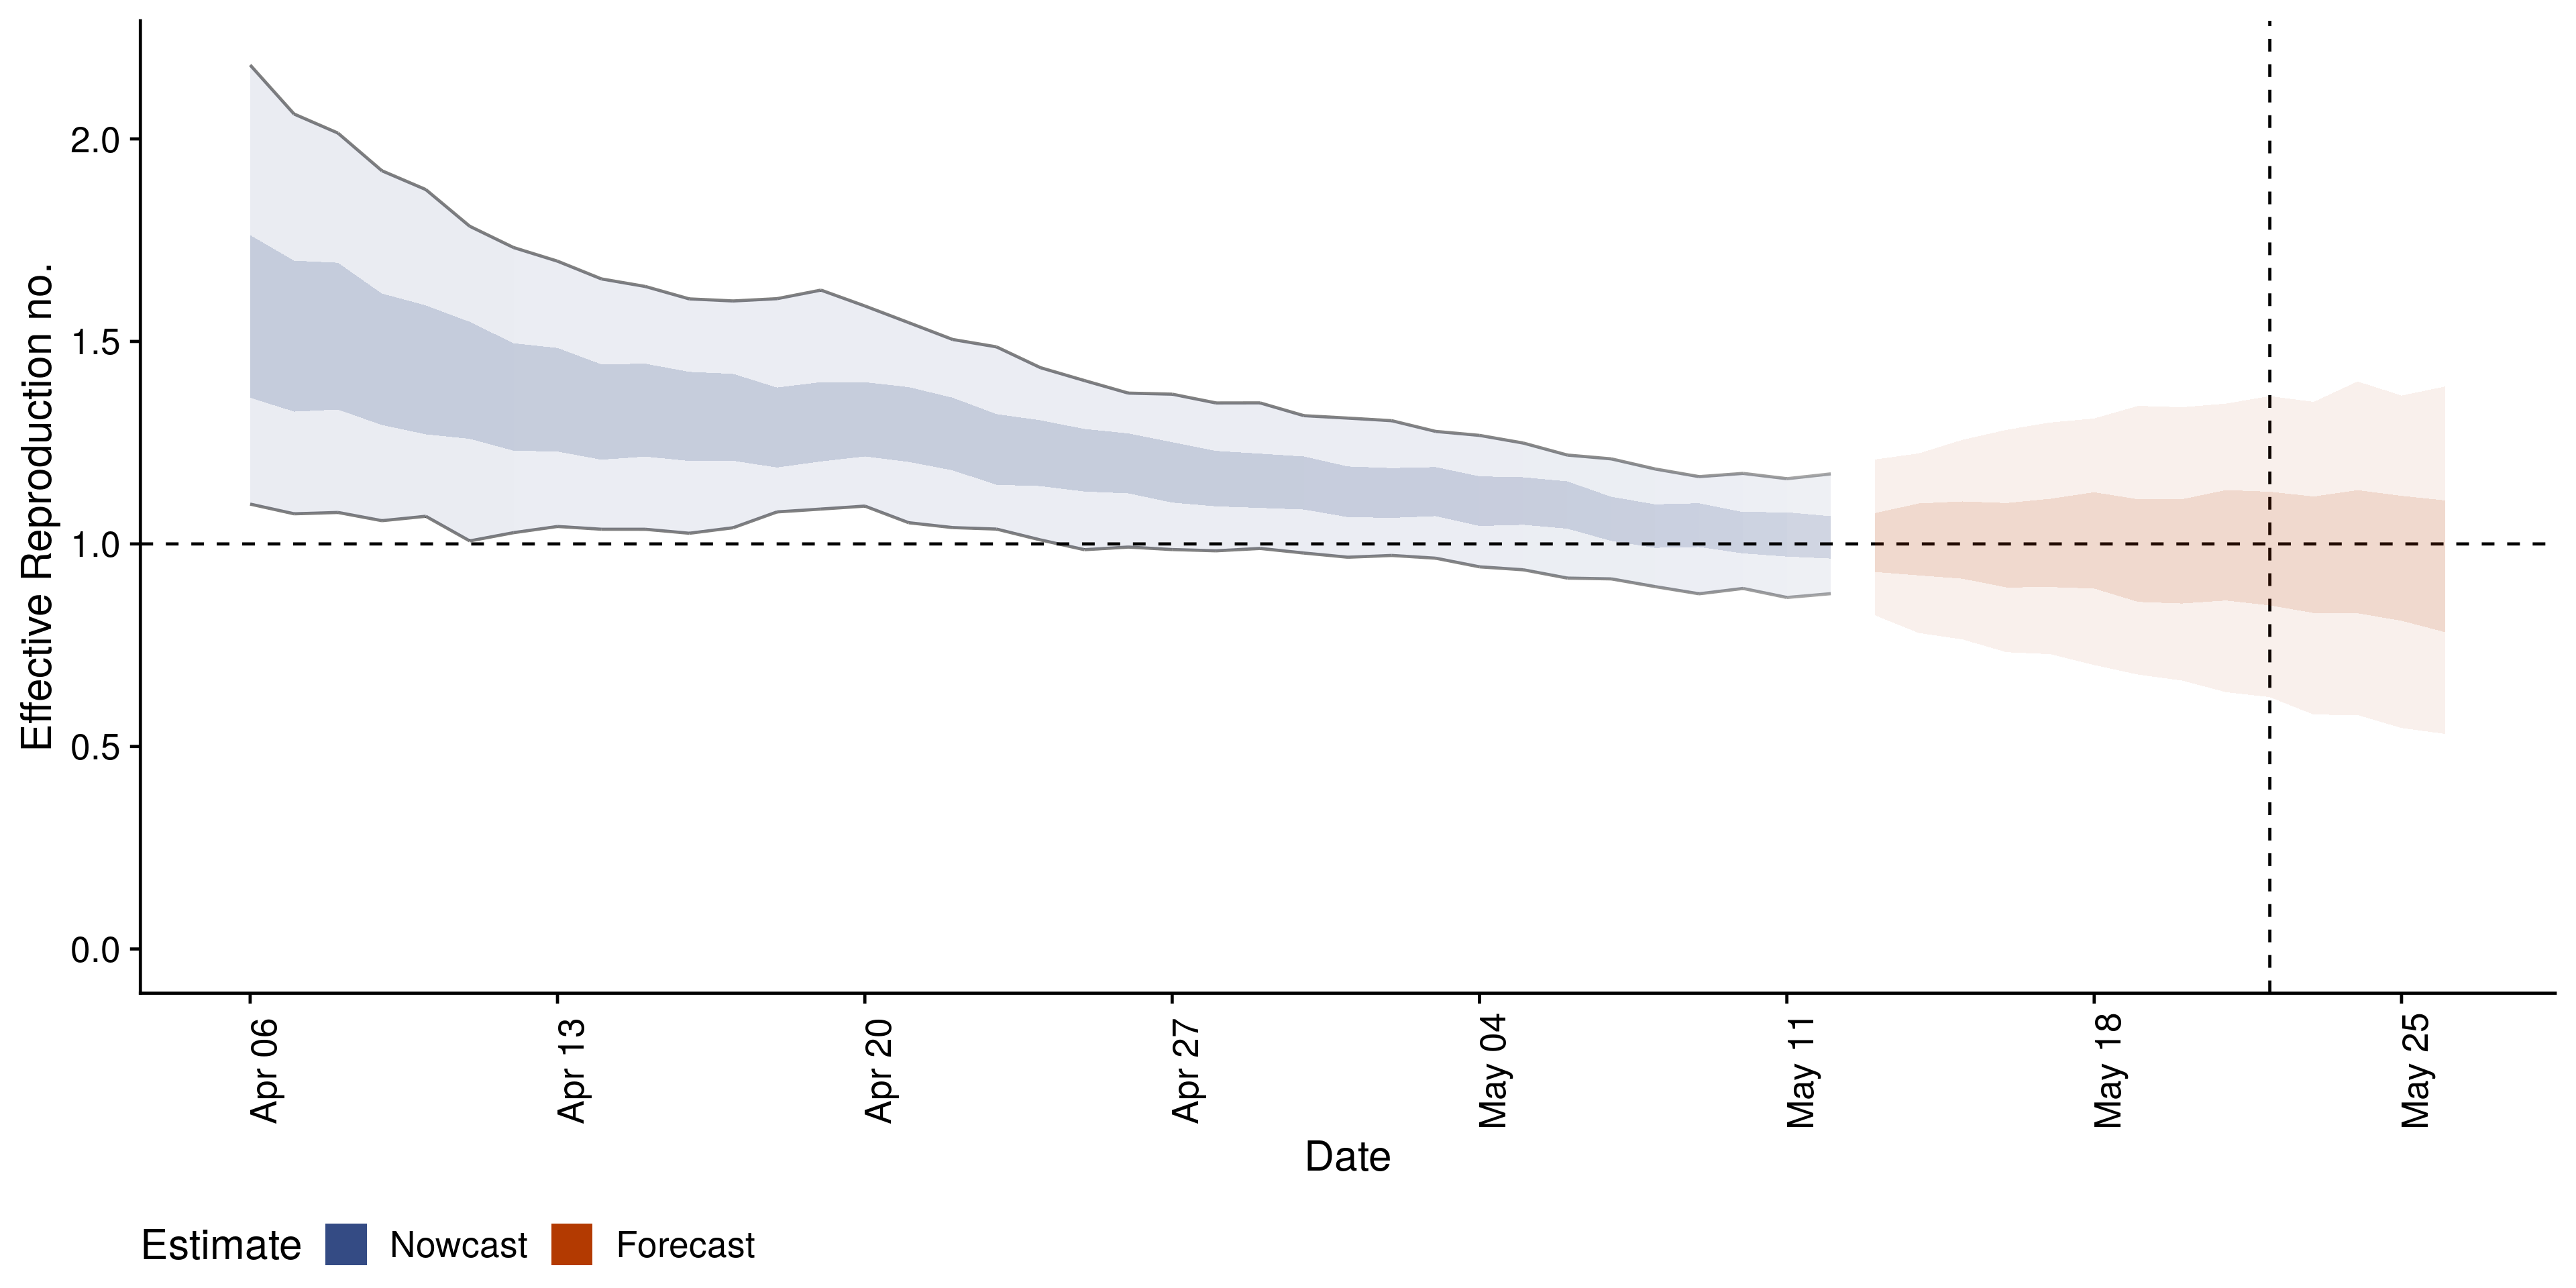 Effective Reproduction no.
2.0
1.5
1.0
0.5
0.0
Apr 06
Apr 13
Apr 20
Apr 27
May 04
May 11
May 18
May 25
Date
Estimate Nowcast Forecast